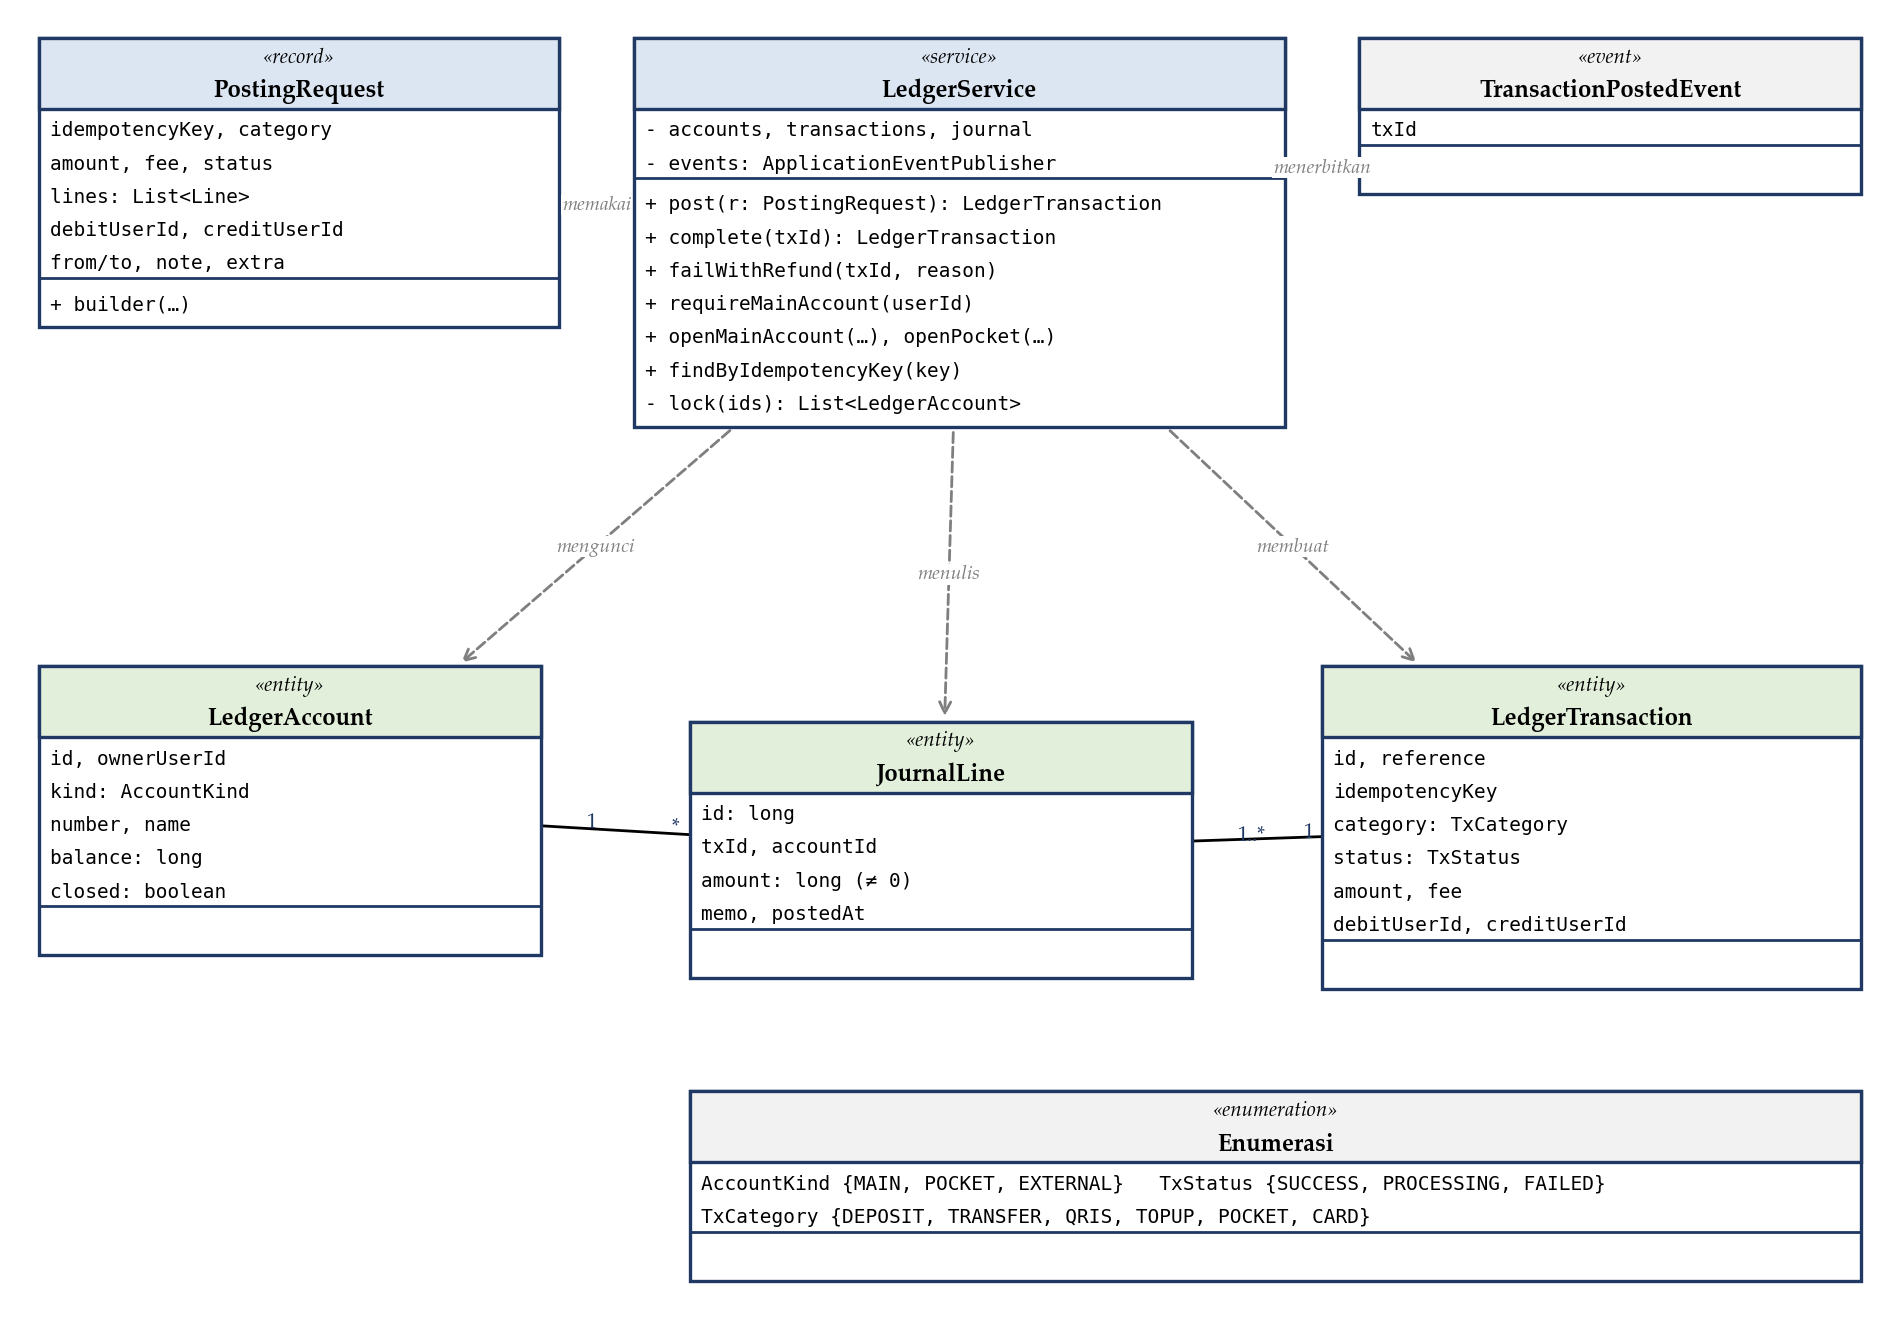 «record»
PostingRequest
idempotencyKey, category
amount, fee, status
lines: List<Line>
debitUserId, creditUserId
from/to, note, extra
+ builder(…)
memakai
«service»
LedgerService
- accounts, transactions, journal
- events: ApplicationEventPublisher
+ post(r: PostingRequest): LedgerTransaction
+ complete(txId): LedgerTransaction
+ failWithRefund(txId, reason)
+ requireMainAccount(userId)
+ openMainAccount(…), openPocket(…)
+ findByIdempotencyKey(key)
- lock(ids): List<LedgerAccount>
menerbitkan
«event»
TransactionPostedEvent
txId
mengunci
menulis
membuat
«entity»
LedgerAccount
id, ownerUserId
kind: AccountKind
number, name
balance: long
closed: boolean
1
*
«entity»
JournalLine
id: long
txId, accountId
amount: long (≠ 0)
memo, postedAt
1..*
1
«entity»
LedgerTransaction
id, reference
idempotencyKey
category: TxCategory
status: TxStatus
amount, fee
debitUserId, creditUserId
«enumeration»
Enumerasi
AccountKind {MAIN, POCKET, EXTERNAL}   TxStatus {SUCCESS, PROCESSING, FAILED}
TxCategory {DEPOSIT, TRANSFER, QRIS, TOPUP, POCKET, CARD}